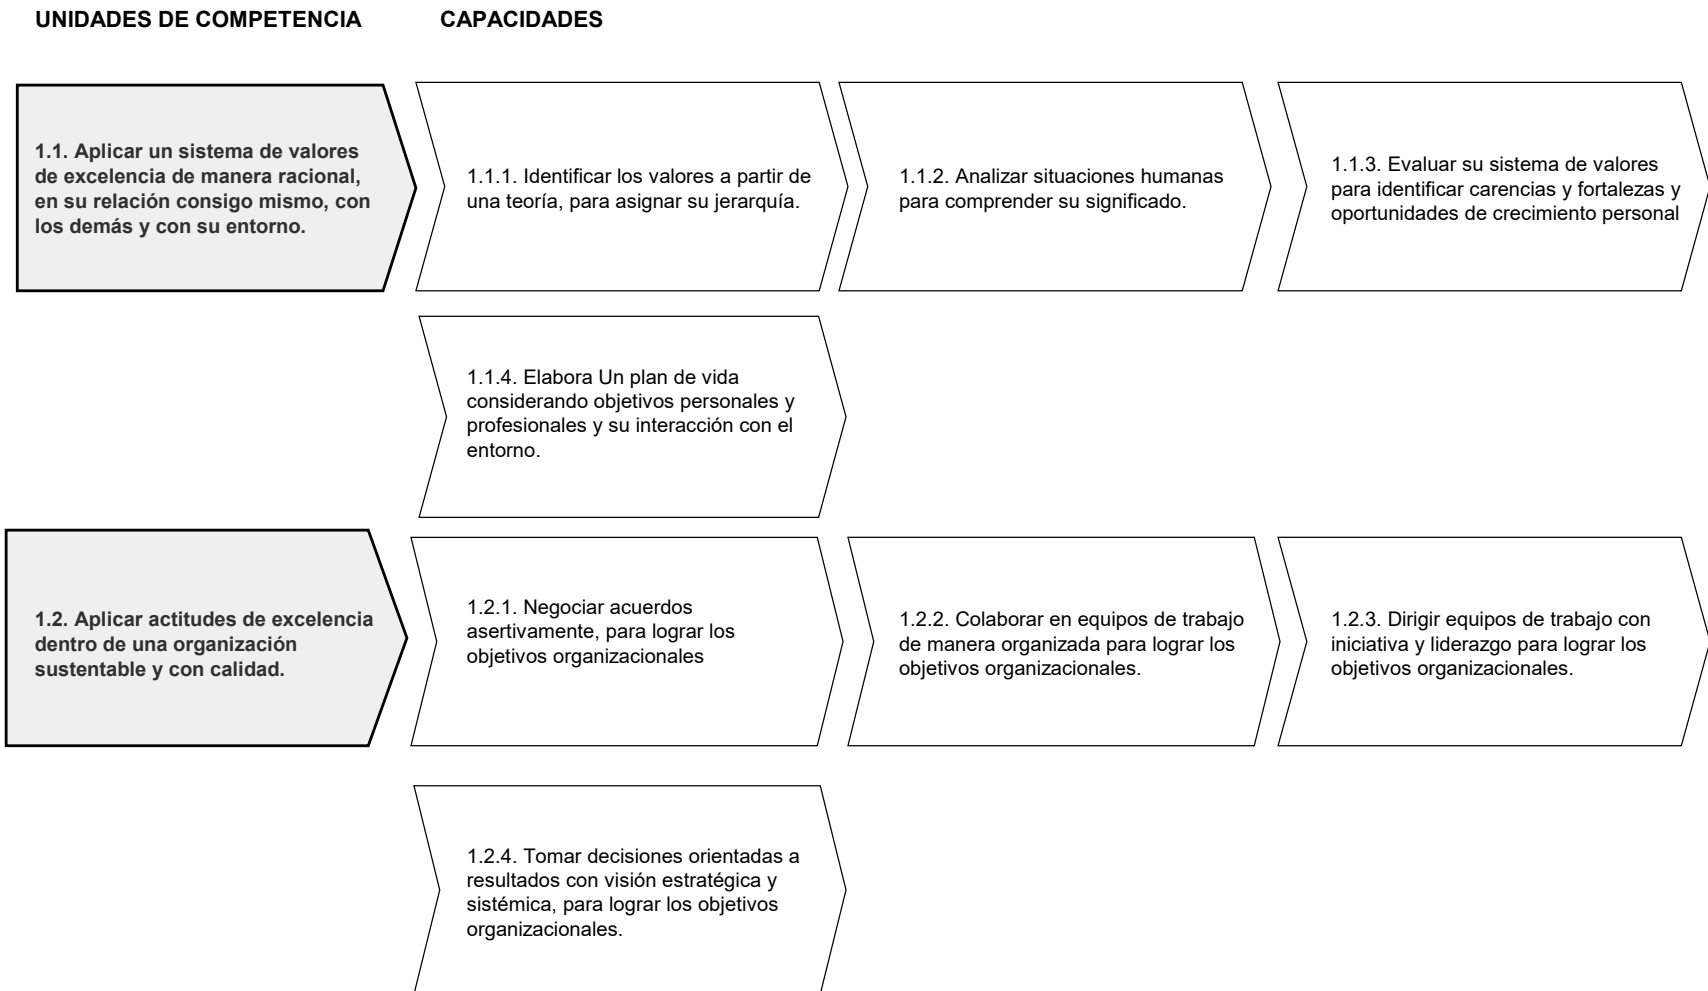 UNIDADES DE COMPETENCIA
CAPACIDADES
1.1. Aplicar un sistema de valores
de excelencia de manera racional,
en su relación consigo mismo, con
los demás y con su entorno.
1.1.1. Identificar los valores a partir de
una teoría, para asignar su jerarquía.
1.1.2. Analizar situaciones humanas
para comprender su significado.
1.1.3. Evaluar su sistema de valores
para identificar carencias y fortalezas y
oportunidades de crecimiento personal
1.1.4. Elabora Un plan de vida
considerando objetivos personales y
profesionales y su interacción con el
entorno.
1.2. Aplicar actitudes de excelencia
dentro de una organización
sustentable y con calidad.
1.2.1. Negociar acuerdos
asertivamente, para lograr los
objetivos organizacionales
1.2.2. Colaborar en equipos de trabajo
de manera organizada para lograr los
objetivos organizacionales.
1.2.3. Dirigir equipos de trabajo con
iniciativa y liderazgo para lograr los
objetivos organizacionales.
1.2.4. Tomar decisiones orientadas a
resultados con visión estratégica y
sistémica, para lograr los objetivos
organizacionales.